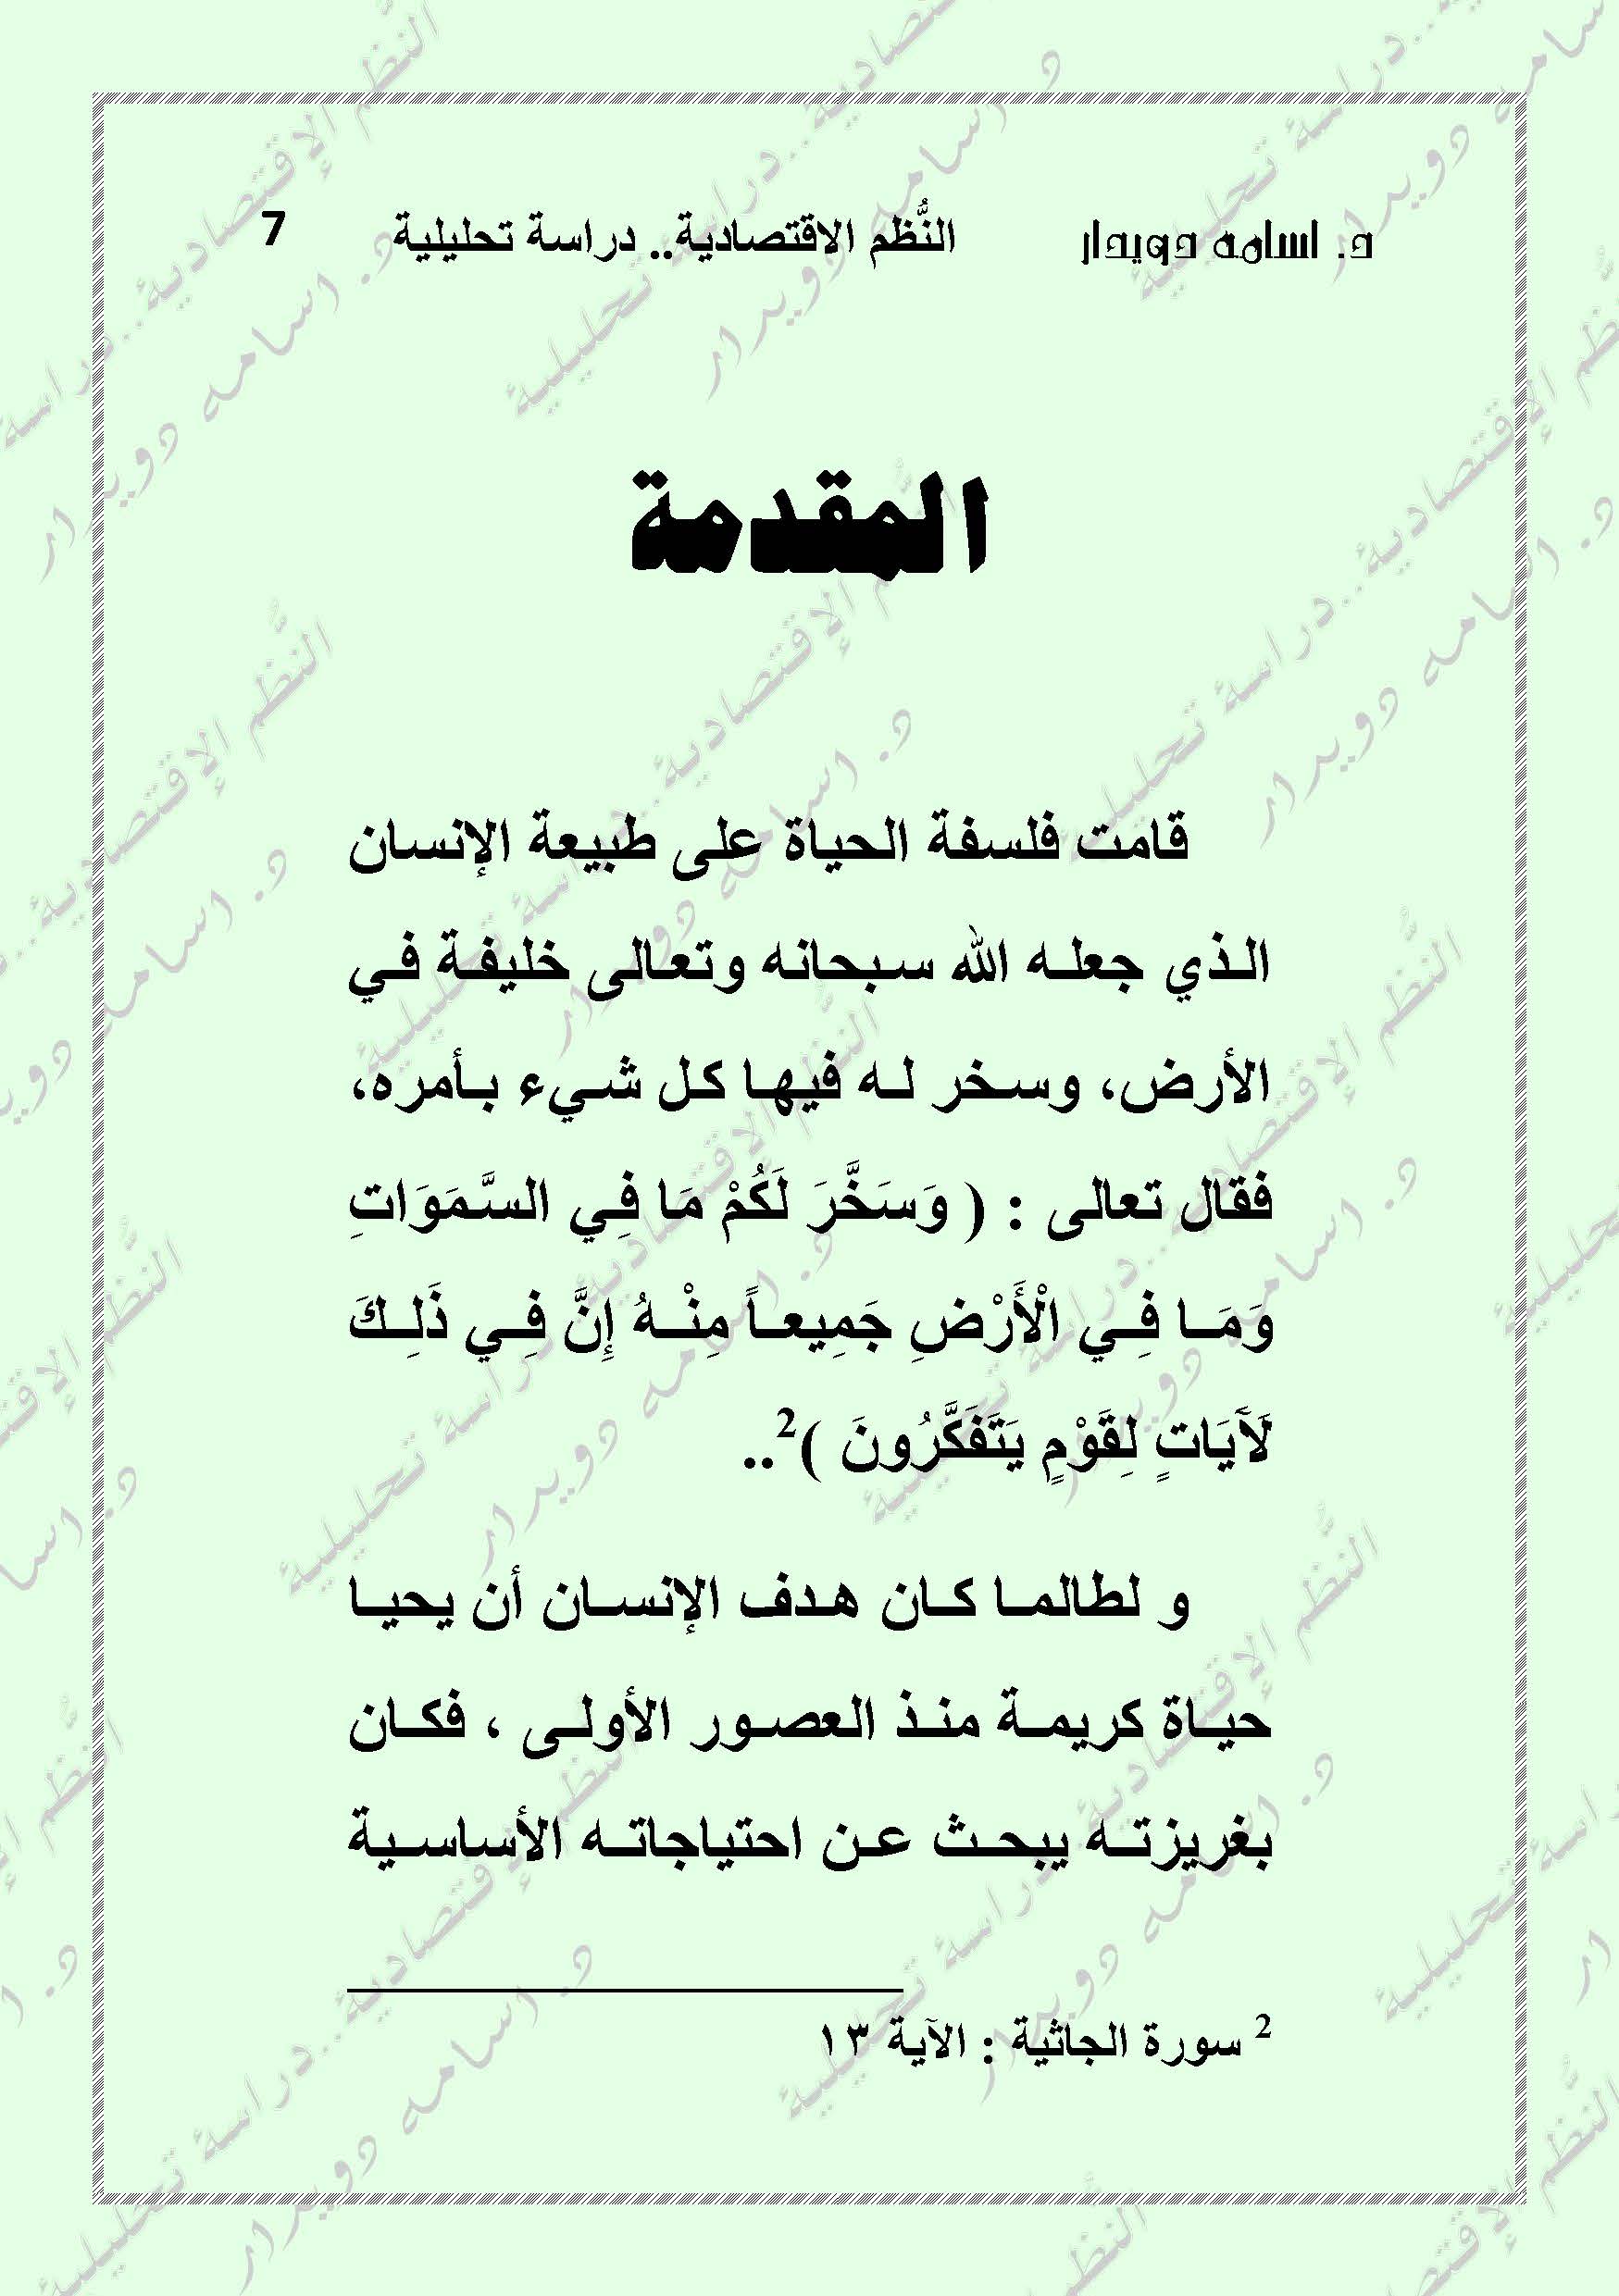 د. اسامه دويدار النُّظم الاقتصادية.. دراسة تحليلية 7
المقدمة
قامت فلسفة الحياة على طبيعة الإنسان
الذي جعله الله سبحانه وتعالى خليفة في
الأرض، وسخر له فيها كل شيء بأمره،
فقال تعالى : ( وَسَخَّرَ لَكُمْ مَا فِي السَّمَوَاتِ
وَمَا فِي الْأَرْضِ جَمِيعاً مِنْهُ إِنَّ فِي ذَلِكَ
لَآَيَاتٍ لِقَوْمٍ يَتَفَكَّرُونَ )2..
و لطالما كان هدف الإنسان أن يحيا
حياة كريمة منذ العصور الأولى ، فكان
بغريزته يبحث عن احتياجاته الأساسية
2 سورة الجاثية : الآية ١٣
النظم الإقتصادية..دراسة تحليلية
د. اسامه دويدار